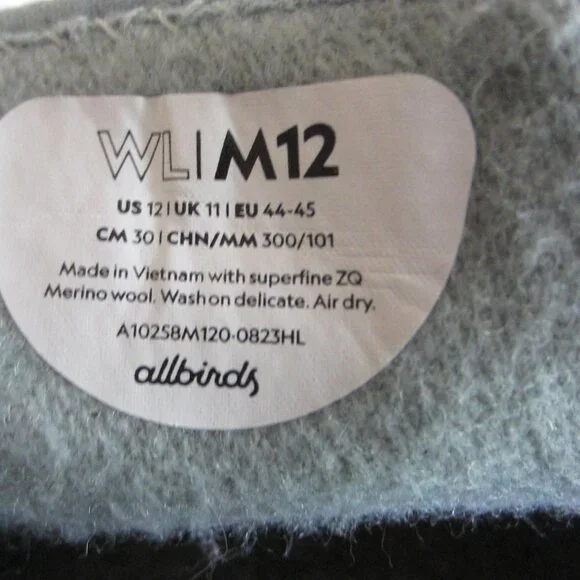 WL|M12
US 12|UK 11|EU 44-45
CM 30|CHN/MM 300/101
Made in Vietnam with superfine ZQ
Merino wool. Wash on delicate. Air dry.
A10258M120-0823HL
allbirds